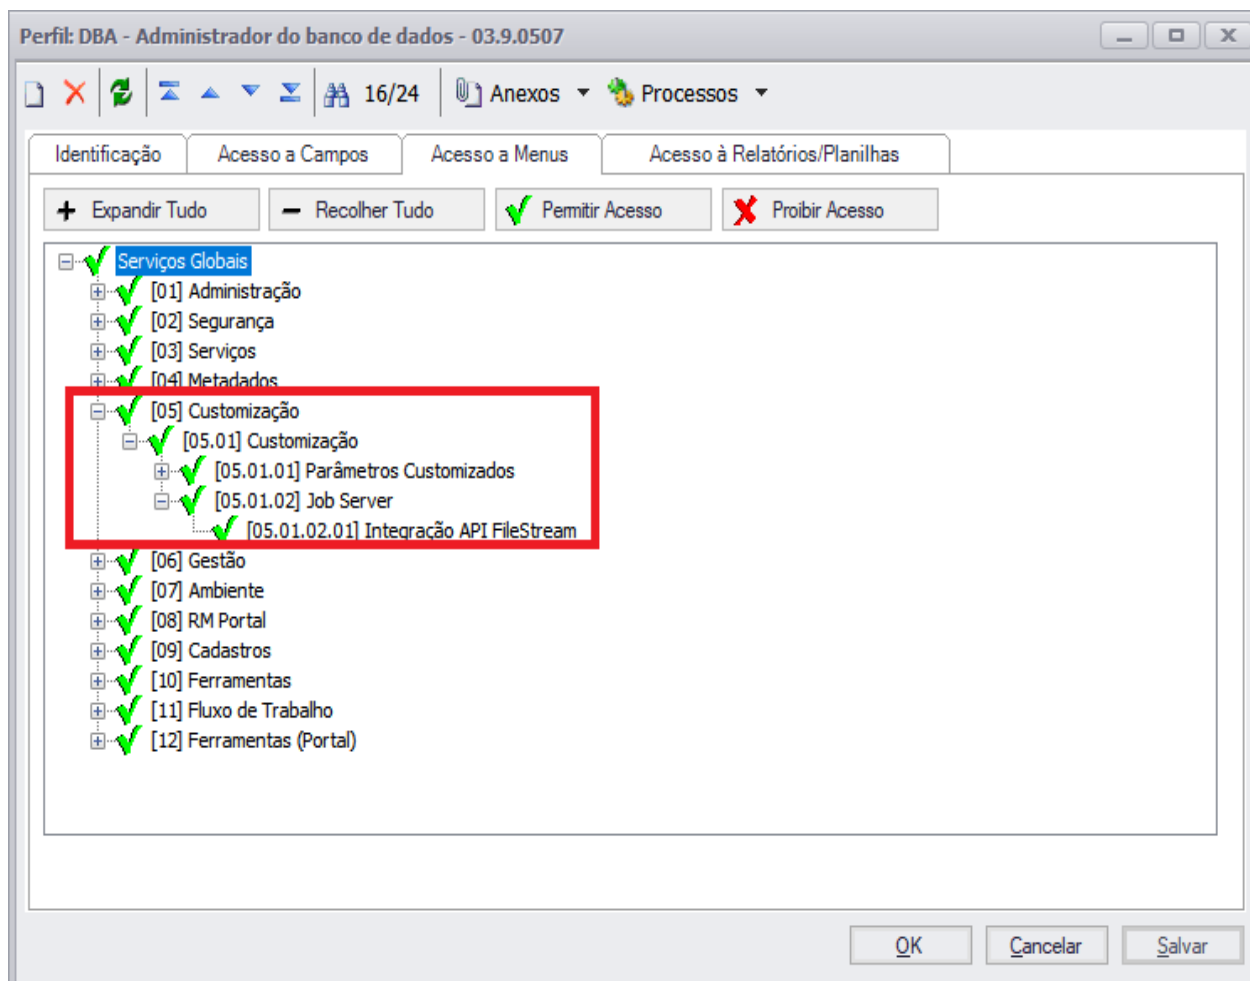 Perfil: DBA - Administrador do banco de dados - 03.9.0507
16/24 Anexos Processos
Identificação Acesso a Campos Acesso a Menus Acesso à Relatórios/Planilhas
Expandir Tudo Recolher Tudo Permitir Acesso Proibir Acesso
Serviços Globais
[01] Administração
[02] Segurança
[03] Serviços
[04] Metadados
[05] Customização
[05.01] Customização
[05.01.01] Parâmetros Customizados
[05.01.02] Job Server
[05.01.02.01] Integração API FileStream
[06] Gestão
[07] Ambiente
[08] RM Portal
[09] Cadastros
[10] Ferramentas
[11] Fluxo de Trabalho
[12] Ferramentas (Portal)
OK Cancelar Salvar